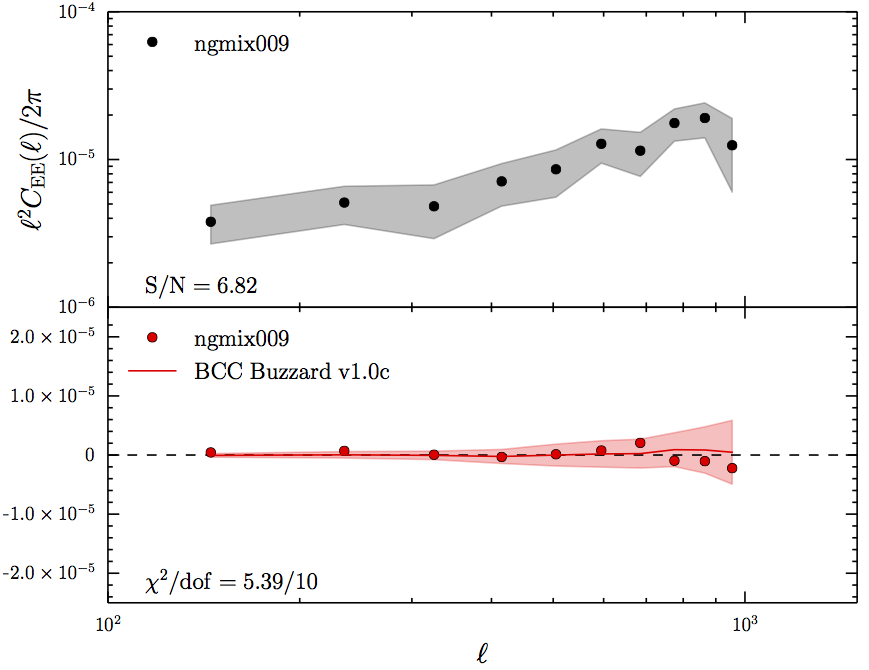 10⁻⁴
ngmix009
10⁻⁵
ℓ²C_EE(ℓ)/2π
S/N = 6.82
10⁻⁶
ngmix009
2.0 × 10⁻⁵
BCC Buzzard v1.0c
1.0 × 10⁻⁵
0
-1.0 × 10⁻⁵
-2.0 × 10⁻⁵
χ²/dof = 5.39/10
10² 10³
ℓ